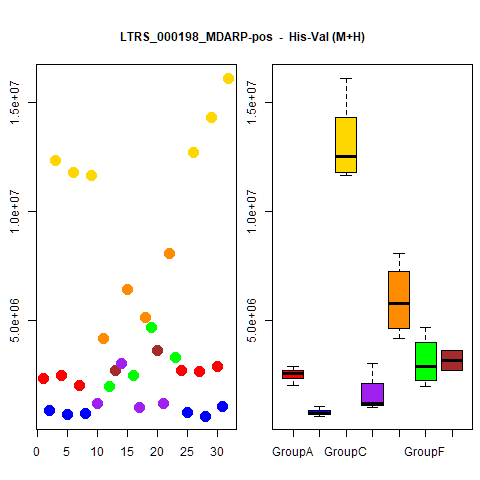 LTRS_000198_MDARP-pos - His-Val (M+H)
1.5e+07
1.0e+07
5.0e+06
0 5 10 15 20 25 30
1.5e+07
1.0e+07
5.0e+06
GroupA GroupC GroupF